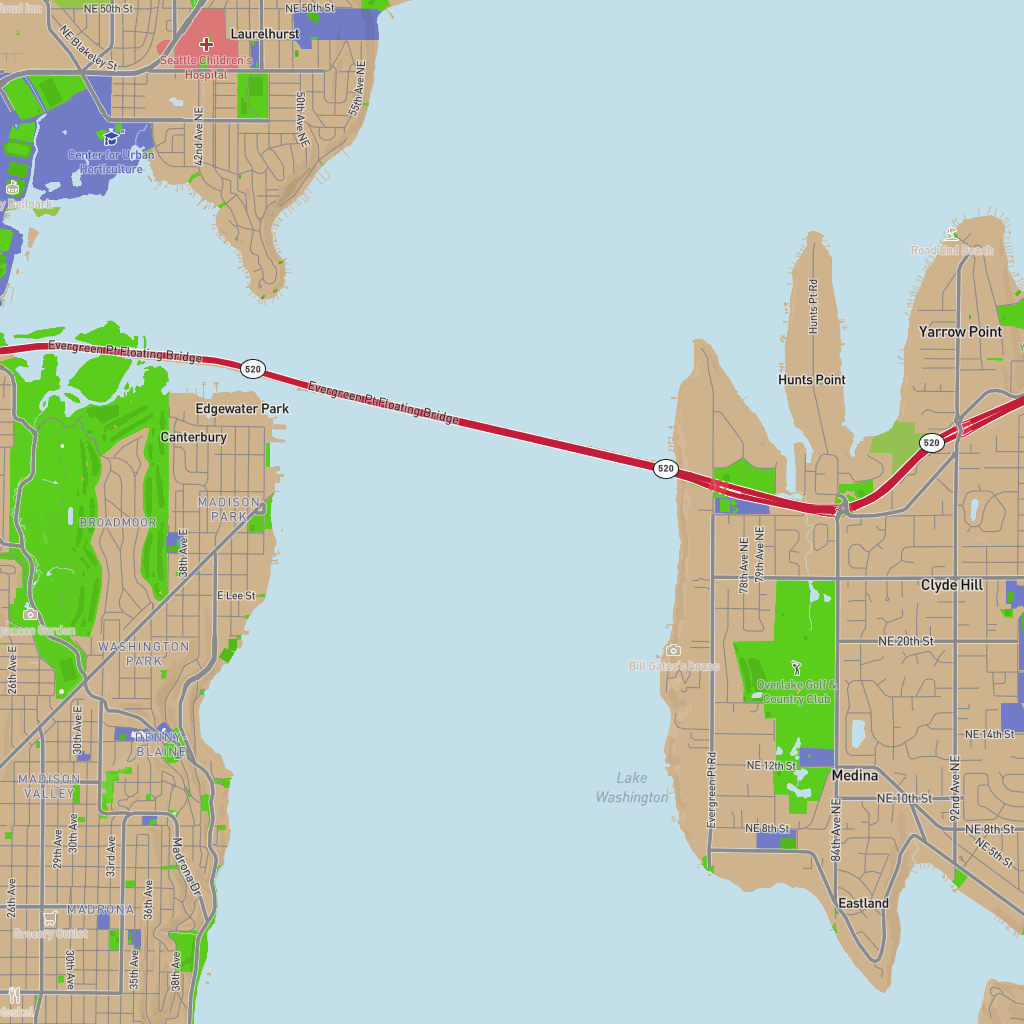 NE 50th St
NE 50th St
NE Blakeley St
Laurelhurst
Seattle Children's
Hospital
42nd Ave NE
50th Ave NE
55th Ave NE
Center for Urban
Horticulture
Ballpark
Road End Beach
Hunts Pt Rd
Yarrow Point
Evergreen Pt Floating Bridge
520
Hunts Point
Evergreen Pt Floating Bridge
Edgewater Park
Canterbury
520
520
MADISON
PARK
BROADMOOR
38th Ave E
78th Ave NE
79th Ave NE
E Lee St
Clyde Hill
Garden
NE 20th St
WASHINGTON
PARK
26th Ave E
Bill Gates's house
Overlake Golf &
Country Club
30th Ave E
DENNY-
BLAINE
NE 14th St
NE 12th St
Medina
MADISON
VALLEY
Lake
Washington
Evergreen Pt Rd
92nd Ave NE
NE 10th St
84th Ave NE
NE 8th St
NE 8th St
NE 5th St
29th Ave
30th Ave
33rd Ave
Madrona Dr
26th Ave
36th Ave
Eastland
MADRONA
Grocery Outlet
30th Ave
35th Ave
38th Ave